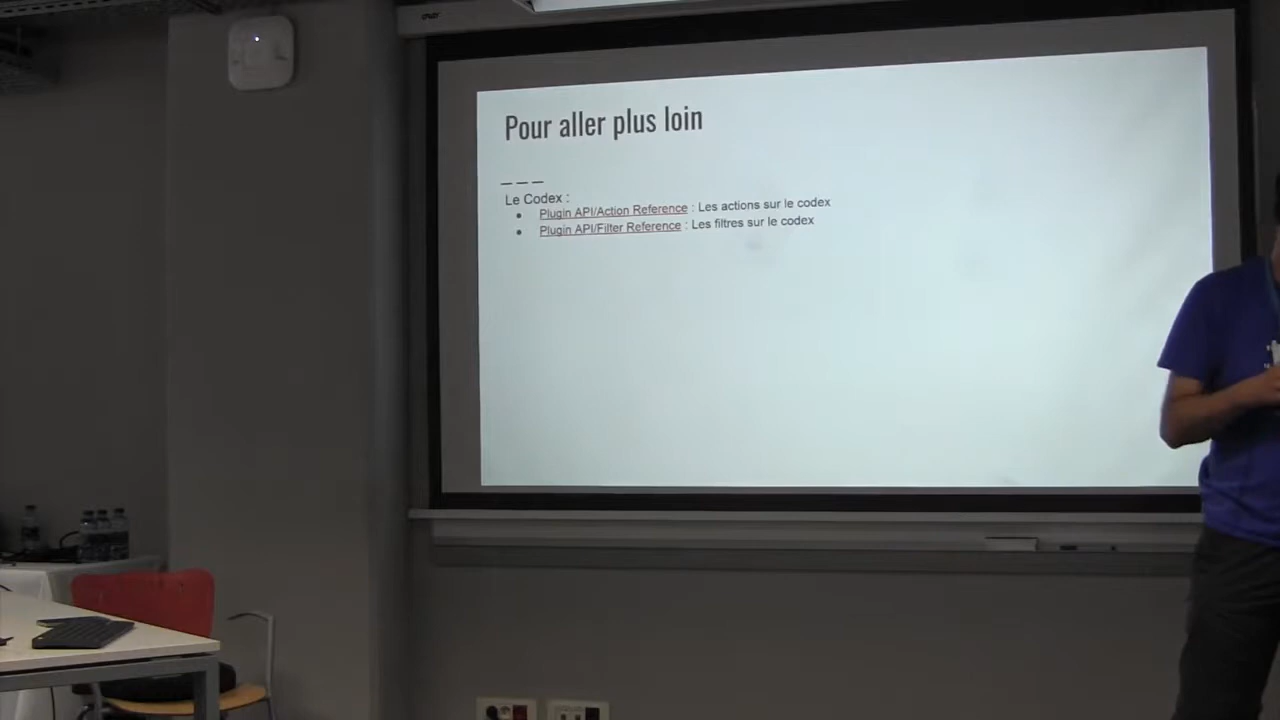 Pour aller plus loin
Le Codex :
Plugin API/Action Reference : Les actions sur le codex
Plugin API/Filter Reference : Les filtres sur le codex